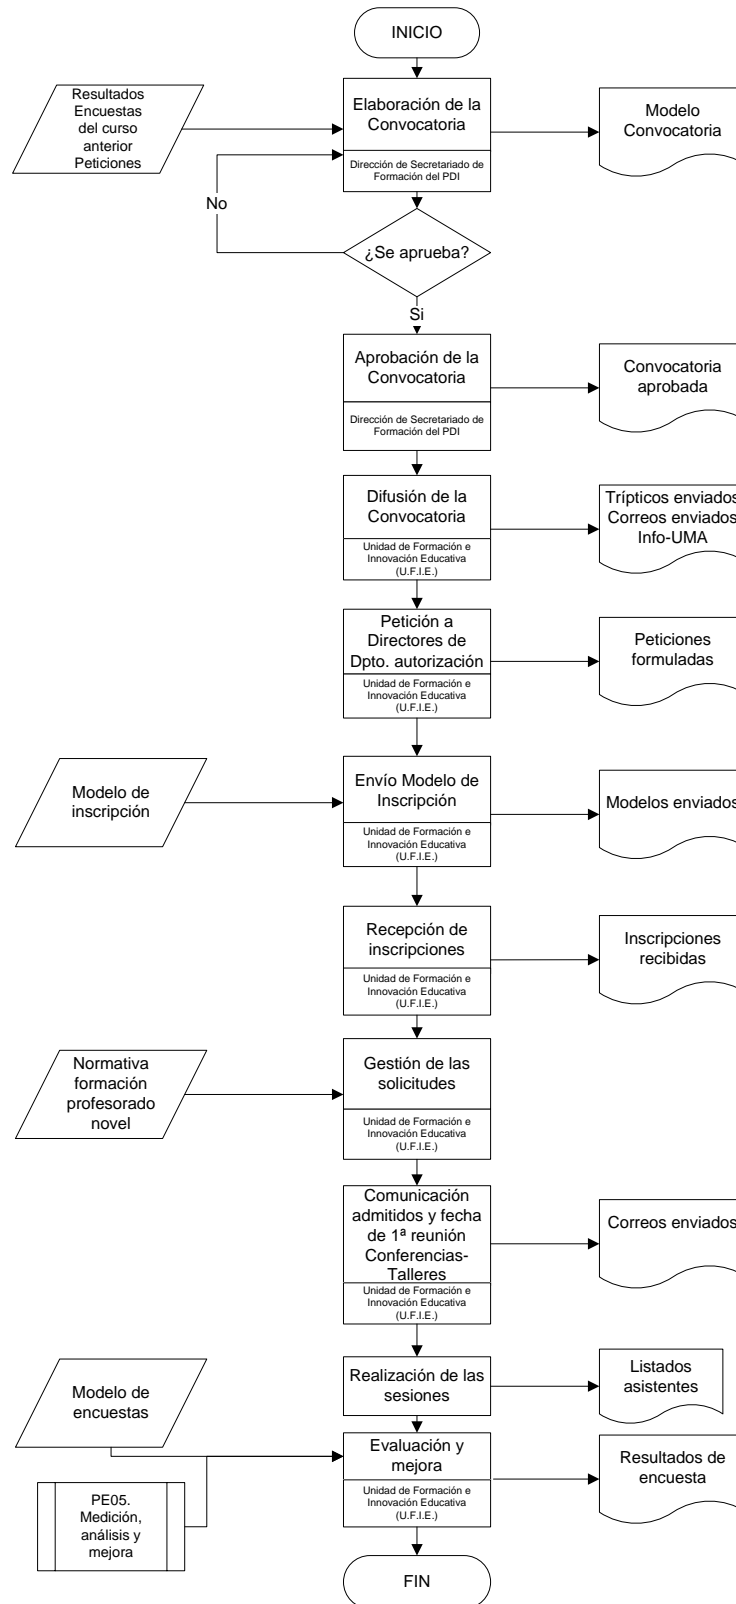 INICIO
Resultados
Encuestas
del curso
anterior
Peticiones
Elaboración de la
Convocatoria
Dirección de Secretariado de
Formación del PDI
Modelo
Convocatoria
No
¿Se aprueba?
Si
Aprobación de la
Convocatoria
Dirección de Secretariado de
Formación del PDI
Convocatoria
aprobada
Difusión de la
Convocatoria
Unidad de Formación e
Innovación Educativa
(U.F.I.E.)
Trípticos enviados
Correos enviados
Info-UMA
Petición a
Directores de
Dpto. autorización
Unidad de Formación e
Innovación Educativa
(U.F.I.E.)
Peticiones
formuladas
Modelo de
inscripción
Envío Modelo de
Inscripción
Unidad de Formación e
Innovación Educativa
(U.F.I.E.)
Modelos enviados
Recepción de
inscripciones
Unidad de Formación e
Innovación Educativa
(U.F.I.E.)
Inscripciones
recibidas
Normativa
formación
profesorado
novel
Gestión de las
solicitudes
Unidad de Formación e
Innovación Educativa
(U.F.I.E.)
Comunicación
admitidos y fecha
de 1ª reunión
Conferencias-
Talleres
Unidad de Formación e
Innovación Educativa
(U.F.I.E.)
Correos enviados
Realización de las
sesiones
Listados
asistentes
Modelo de
encuestas
Evaluación y
mejora
Unidad de Formación e
Innovación Educativa
(U.F.I.E.)
Resultados de
encuesta
PE05.
Medición,
análisis y
mejora
FIN